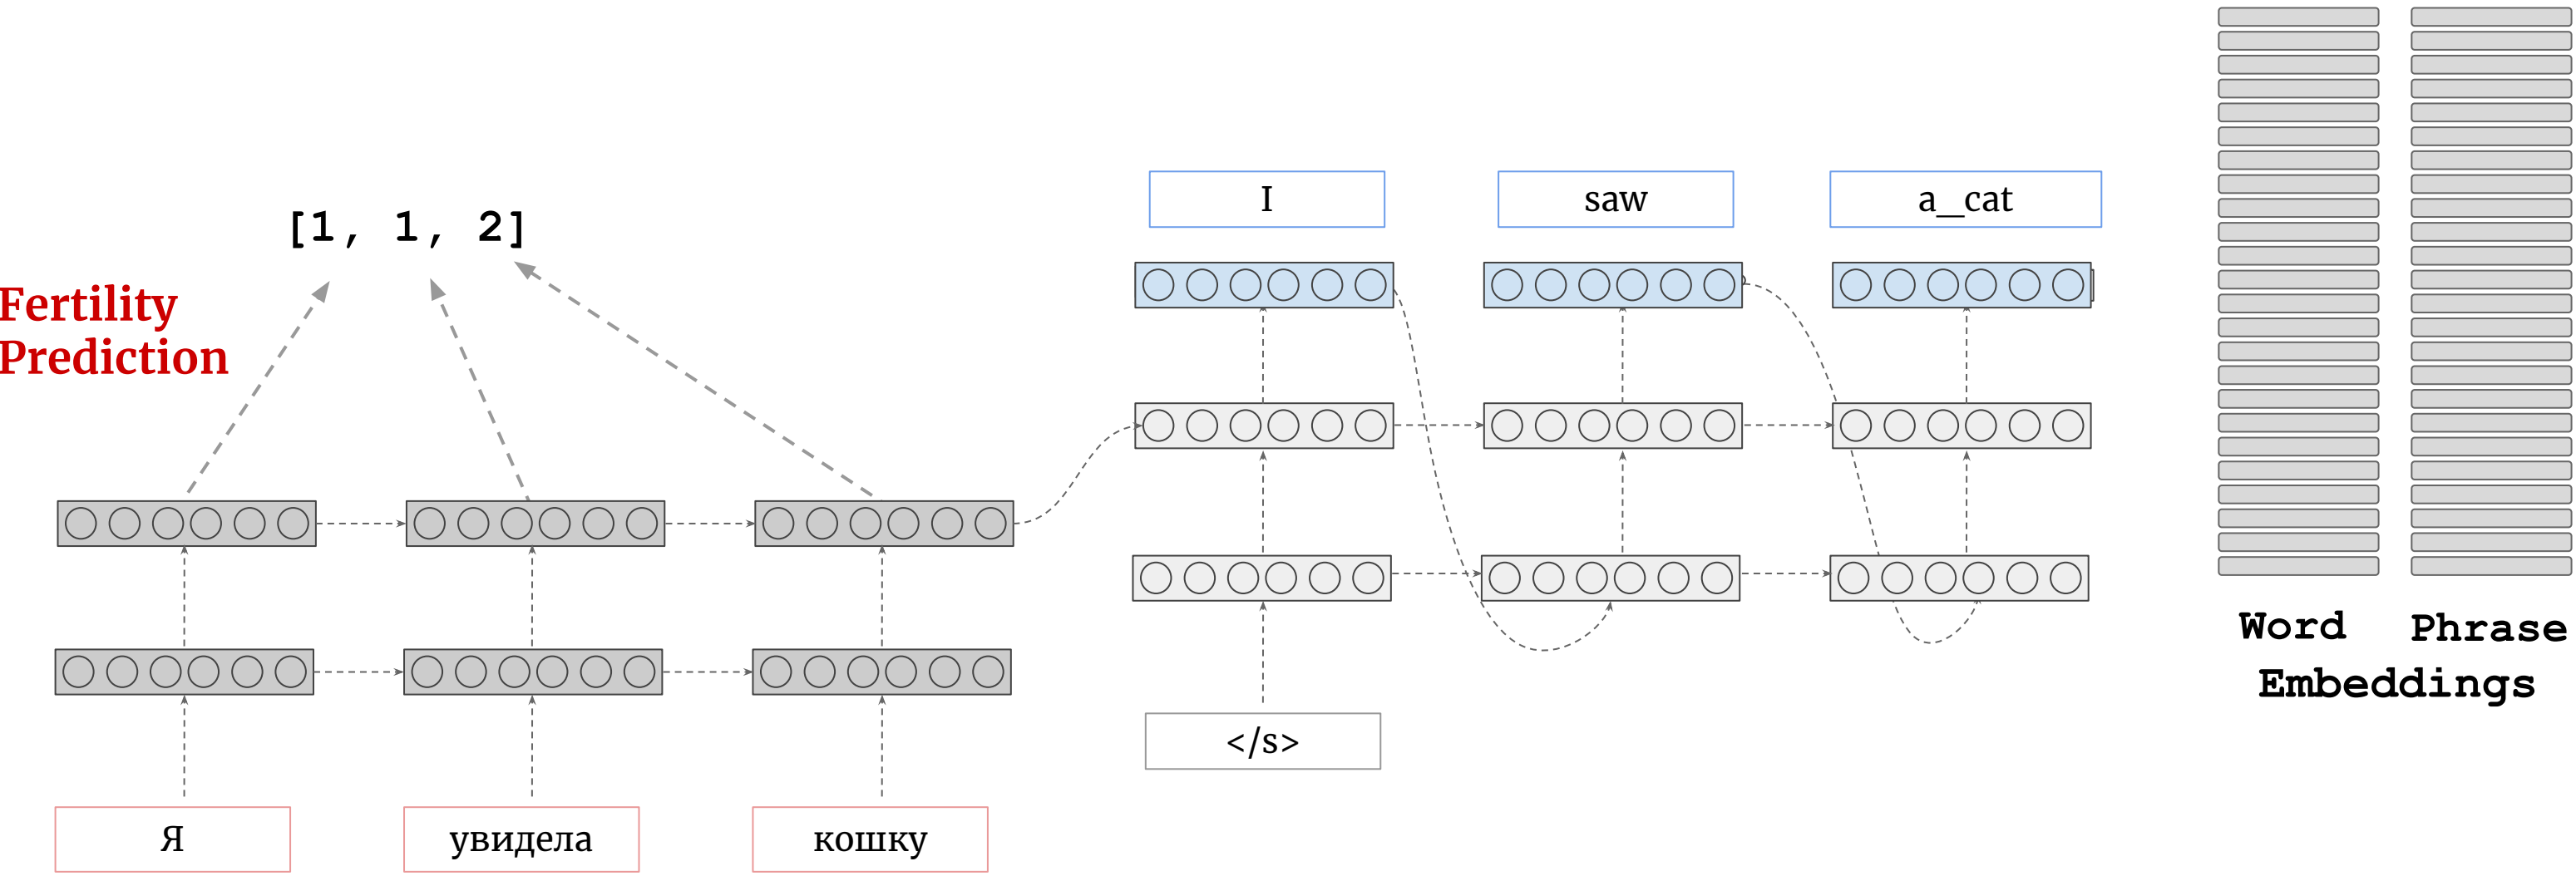 [1, 1, 2]
Fertility
Prediction
I
saw
a_cat
</s>
Я
увидела
кошку
Word
Phrase
Embeddings